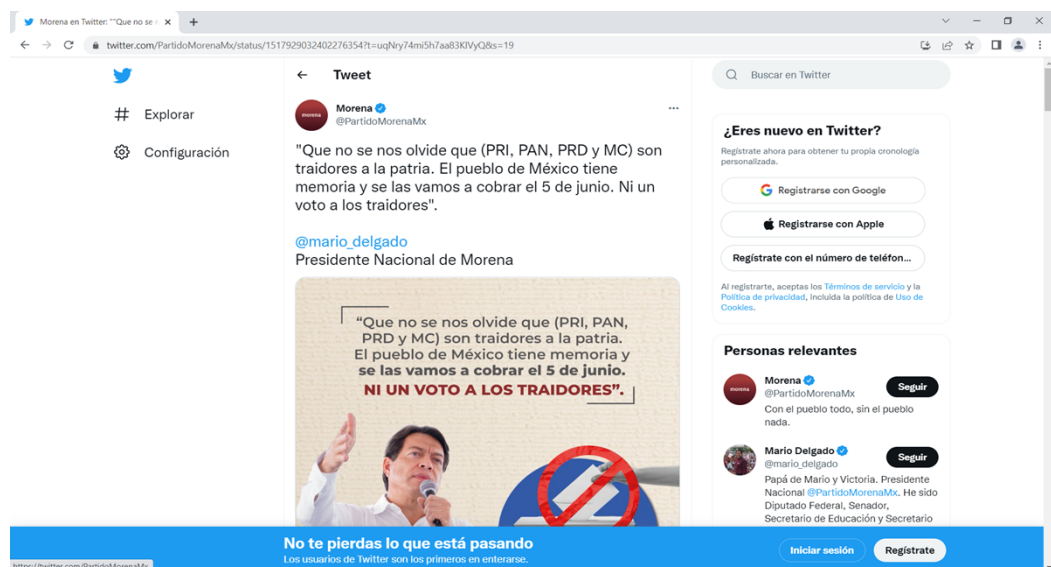 Morena en Twitter: ""Que no se n
twitter.com/PartidoMorenaMx/status/1517929032402276354?t=uqNry74mi5h7aa83KIVyQ&s=19
Explorar
Configuración
Tweet
morena
Morena
@PartidoMorenaMx
"Que no se nos olvide que (PRI, PAN, PRD y MC) son
traidores a la patria. El pueblo de México tiene
memoria y se las vamos a cobrar el 5 de junio. Ni un
voto a los traidores".
@mario_delgado
Presidente Nacional de Morena
“Que no se nos olvide que (PRI, PAN,
PRD y MC) son traidores a la patria.
El pueblo de México tiene memoria y
se las vamos a cobrar el 5 de junio.
NI UN VOTO A LOS TRAIDORES”.
Buscar en Twitter
¿Eres nuevo en Twitter?
Regístrate ahora para obtener tu propia cronología
personalizada.
Registrarse con Google
Registrarse con Apple
Regístrate con el número de teléfon...
Al registrarte, aceptas los Términos de servicio y la
Política de privacidad, incluida la política de Uso de
Cookies.
Personas relevantes
morena
Morena
@PartidoMorenaMx
Seguir
Con el pueblo todo, sin el pueblo
nada.
Mario Delgado
@mario_delgado
Seguir
Papá de Mario y Victoria. Presidente
Nacional @PartidoMorenaMx. He sido
Diputado Federal, Senador,
Secretario de Educación y Secretario
No te pierdas lo que está pasando
Los usuarios de Twitter son los primeros en enterarse.
Iniciar sesión
Regístrate
https://twitter.com/PartidoMorenaMx